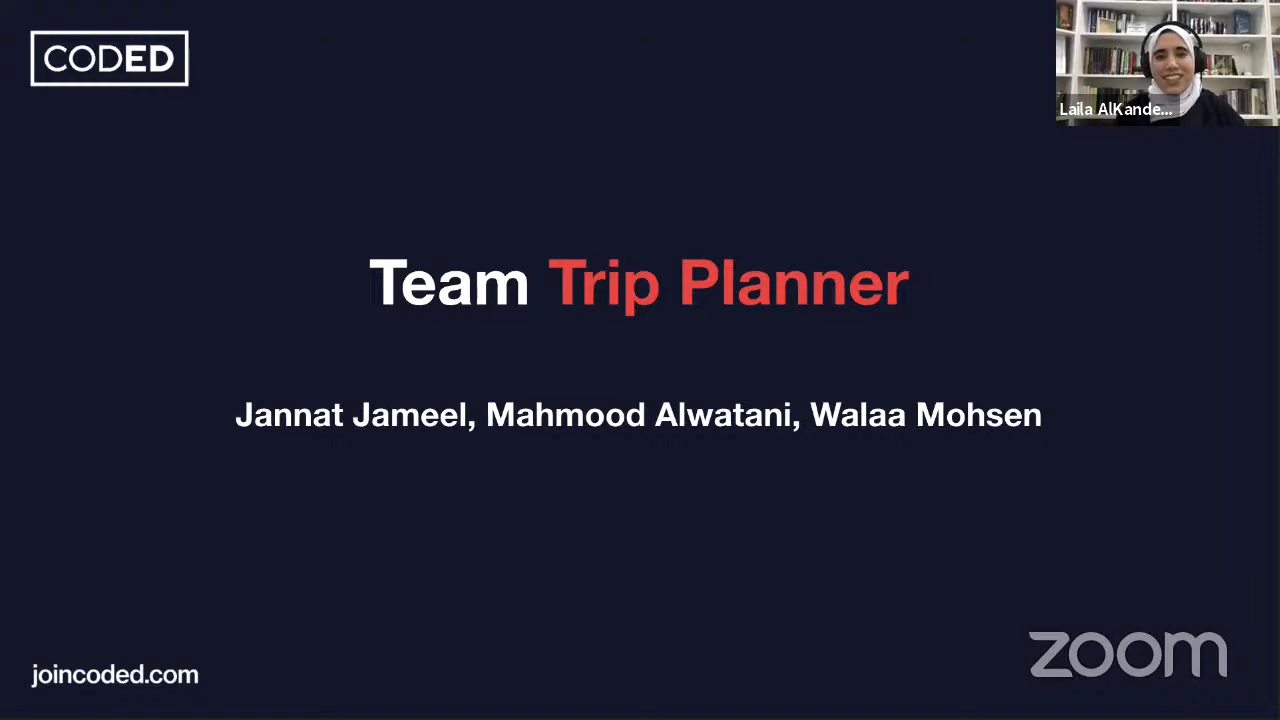 CODED
Laila AlKande...
Team Trip Planner
Jannat Jameel, Mahmood Alwatani, Walaa Mohsen
joincoded.com
zoom